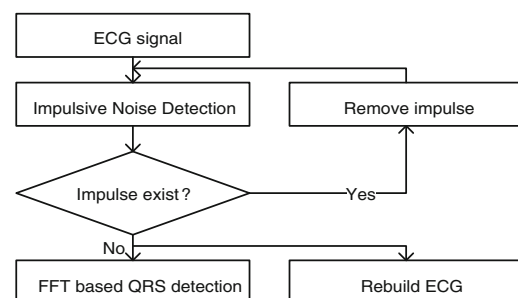 ECG signal
Impulsive Noise Detection
Remove impulse
Impulse exist?
Yes
No
FFT based QRS detection
Rebuild ECG